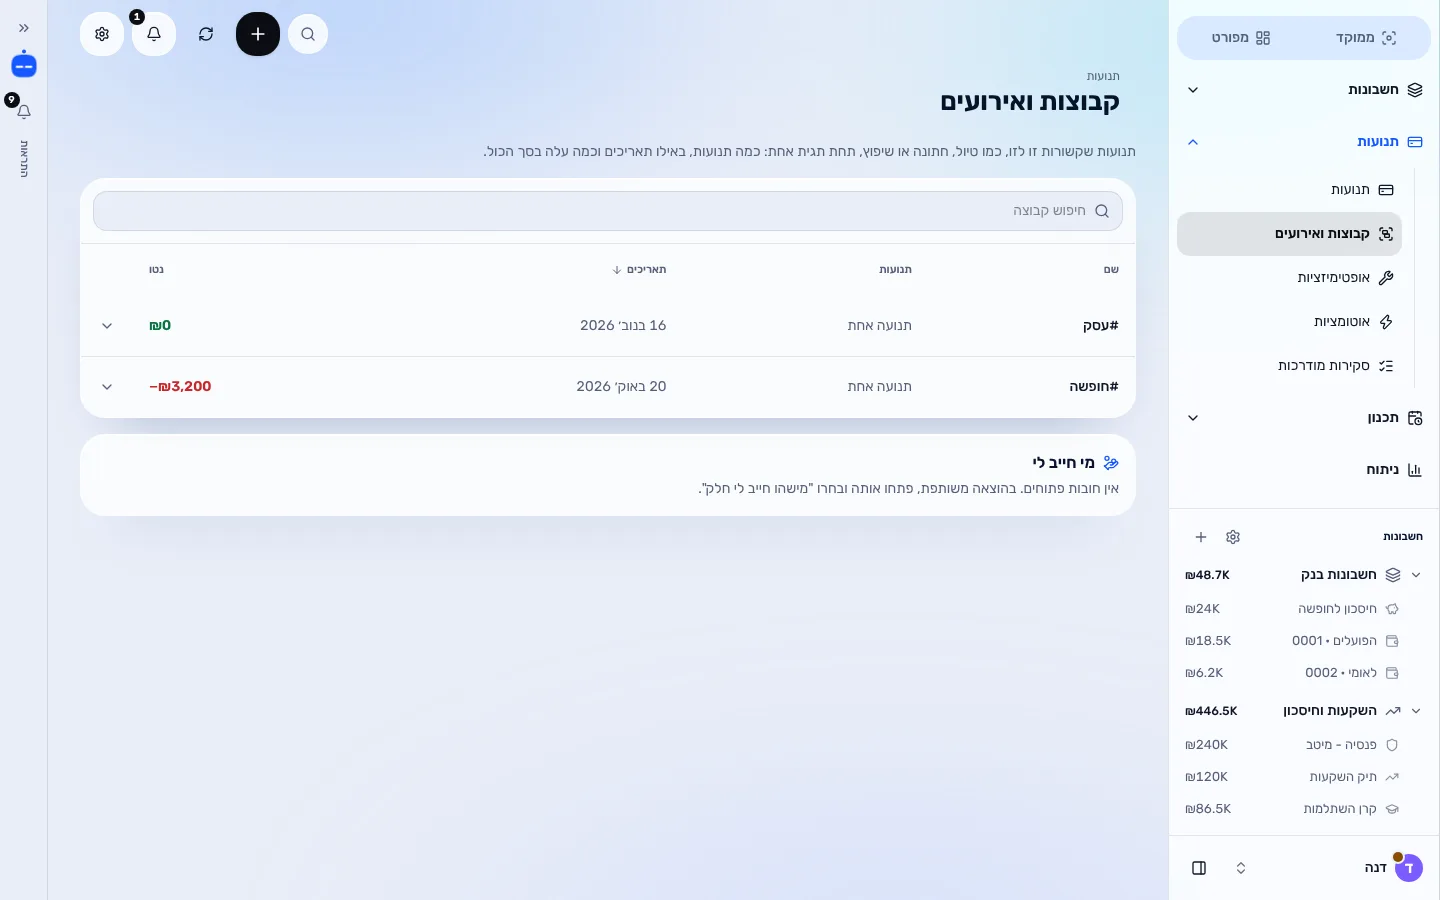 ממוקד
מפורט
חשבונות
תנועות
תנועות
קבוצות ואירועים
אופטימיזציות
אוטומציות
סקירות מודרכות
תכנון
ניתוח
חשבונות
חשבונות בנק ₪48.7K
חיסכון לחופשה ₪24K
הפועלים • 0001 ₪18.5K
לאומי • 0002 ₪6.2K
השקעות וחיסכון ₪446.5K
פנסיה - מיטב ₪240K
תיק השקעות ₪120K
קרן השתלמות ₪86.5K
ד
דנה
1
תנועות
קבוצות ואירועים
תנועות שקשורות זו לזו, כמו טיול, חתונה או שיפוץ, תחת תגית אחת: כמה תנועות, באילו תאריכים וכמה עלה בסך הכול.
חיפוש קבוצה
שם תנועות תאריכים ↓ נטו
#עסק תנועה אחת 16 בנוב׳ 2026 ₪0
#חופשה תנועה אחת 20 באוק׳ 2026 −₪3,200
מי חייב לי
אין חובות פתוחים. בהוצאה משותפת, פתחו אותה ובחרו "מישהו חייב לי חלק".
9
התראות